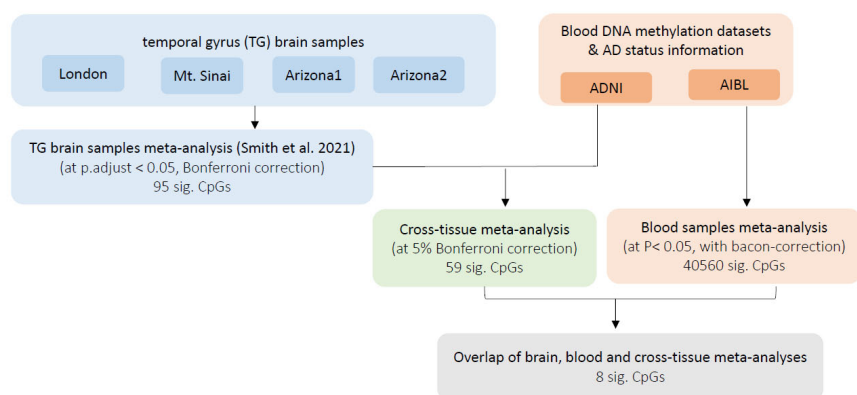 temporal gyrus (TG) brain samples
London
Mt. Sinai
Arizona1
Arizona2
Blood DNA methylation datasets
& AD status information
ADNI
AIBL
TG brain samples meta-analysis (Smith et al. 2021)
(at p.adjust < 0.05, Bonferroni correction)
95 sig. CpGs
Cross-tissue meta-analysis
(at 5% Bonferroni correction)
59 sig. CpGs
Blood samples meta-analysis
(at P< 0.05, with bacon-correction)
40560 sig. CpGs
Overlap of brain, blood and cross-tissue meta-analyses
8 sig. CpGs